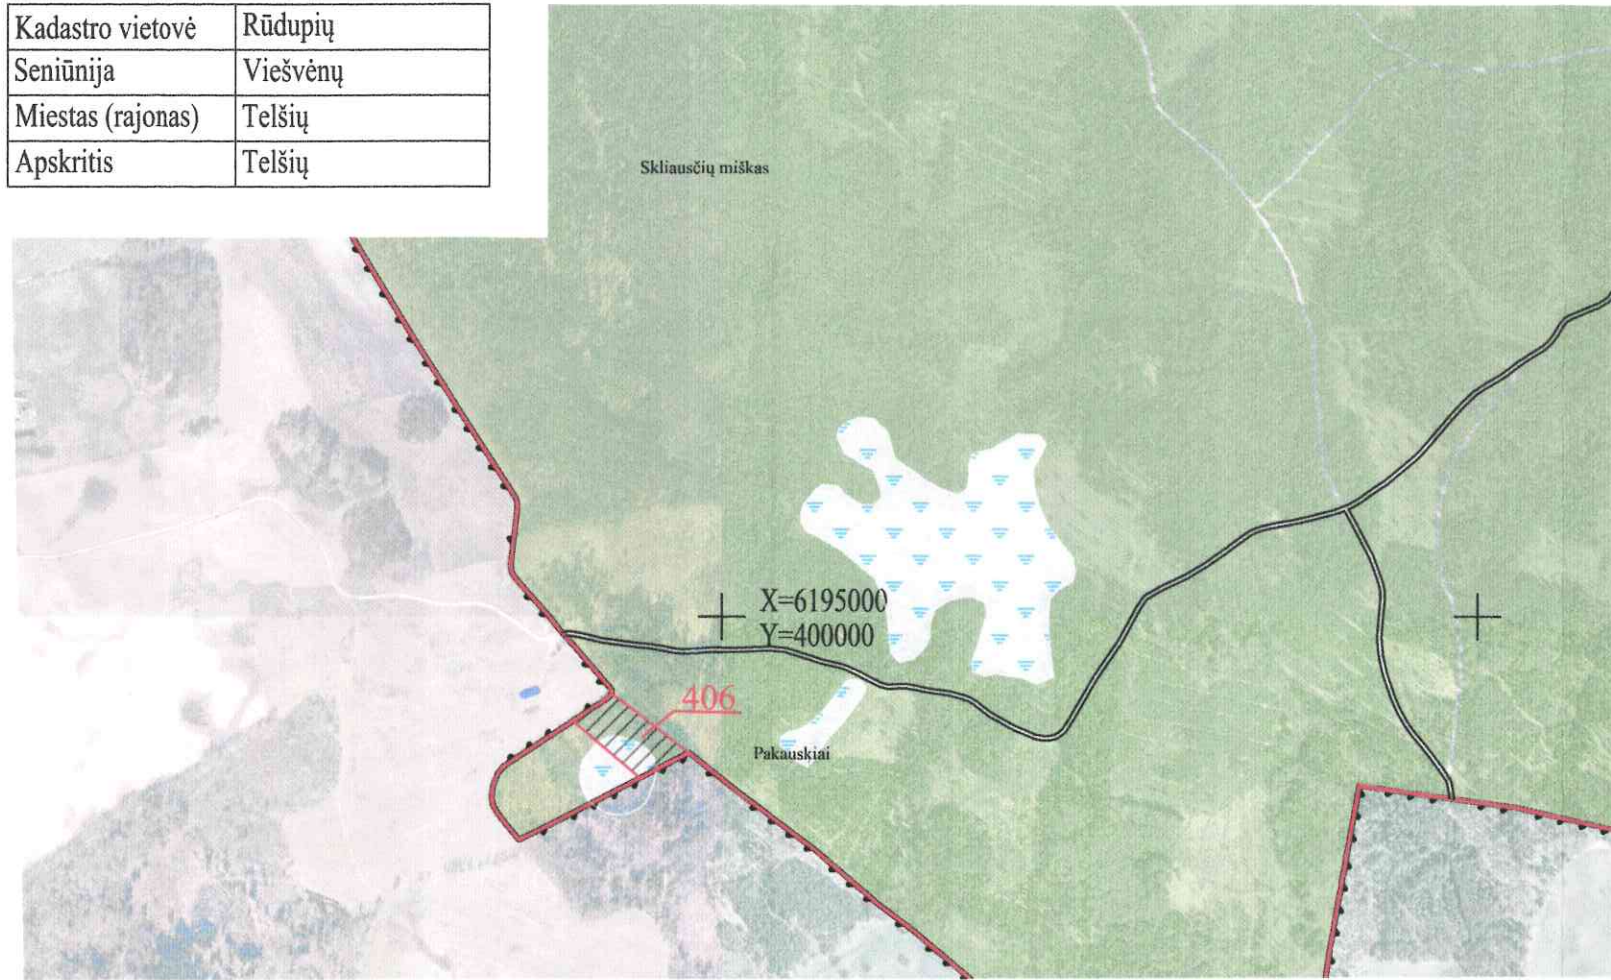 Kadastro vietovė Rūdupių
Seniūnija Viešvėnų
Miestas (rajonas) Telšių
Apskritis Telšių
Skliausčių miškas
X=6195000
Y=400000
406
Pakauskiai